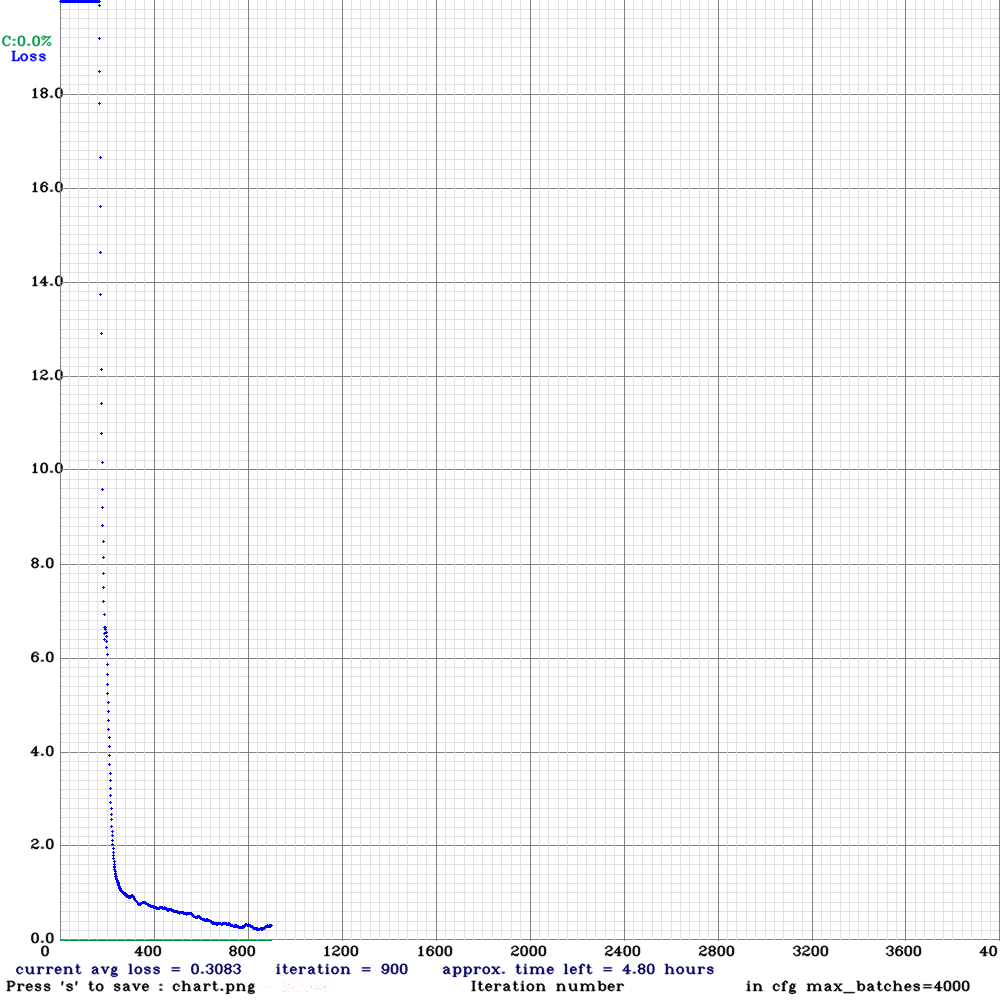 C:0.0%
Loss
18.0
16.0
14.0
12.0
10.0
8.0
6.0
4.0
2.0
0.0
0 400 800 1200 1600 2000 2400 2800 3200 3600 40
current avg loss = 0.3083 iteration = 900 approx. time left = 4.80 hours
Press 's' to save : chart.png Iteration number in cfg max_batches=4000